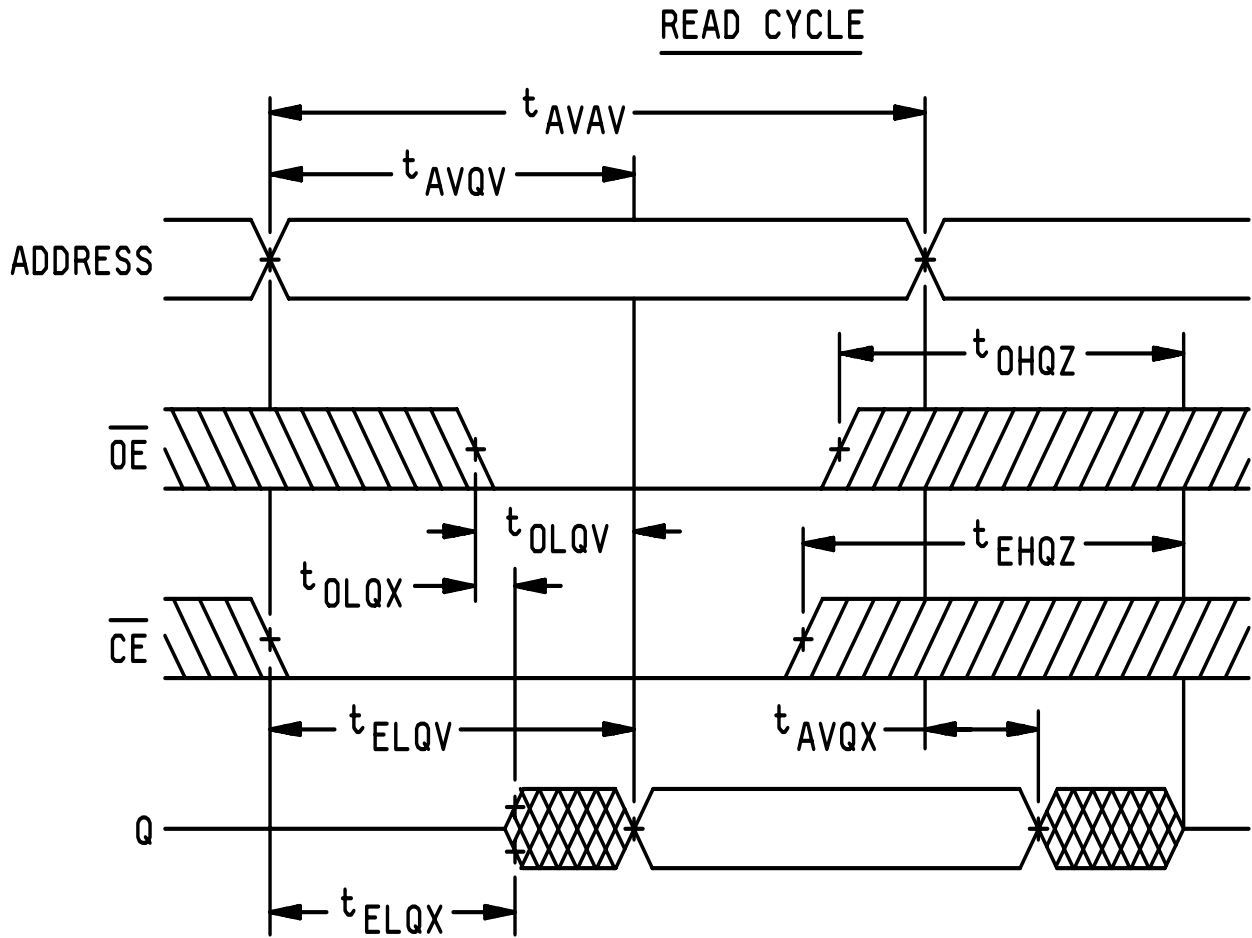 READ CYCLE
tAVAV
tAVQV
ADDRESS
tOHQZ
OE
tOLQV
tEHQZ
tOLQX
CE
tELQV
tAVQX
Q
tELQX